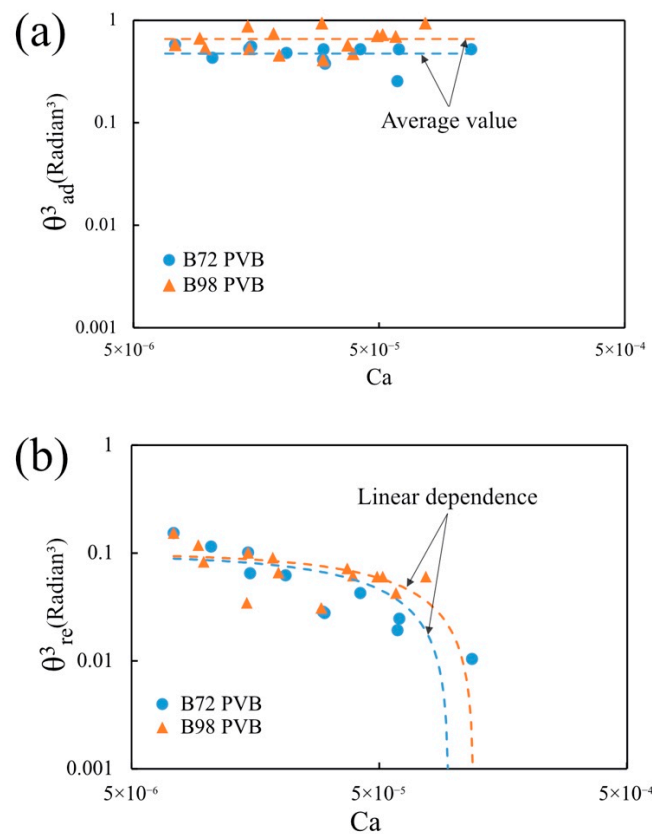 (a)
1
0.1
0.01
0.001
θ³ad(Radian³)
Average value
B72 PVB
B98 PVB
5×10⁻⁶
5×10⁻⁵
5×10⁻⁴
Ca
(b)
1
0.1
0.01
0.001
θ³re(Radian³)
Linear dependence
B72 PVB
B98 PVB
5×10⁻⁶
5×10⁻⁵
5×10⁻⁴
Ca